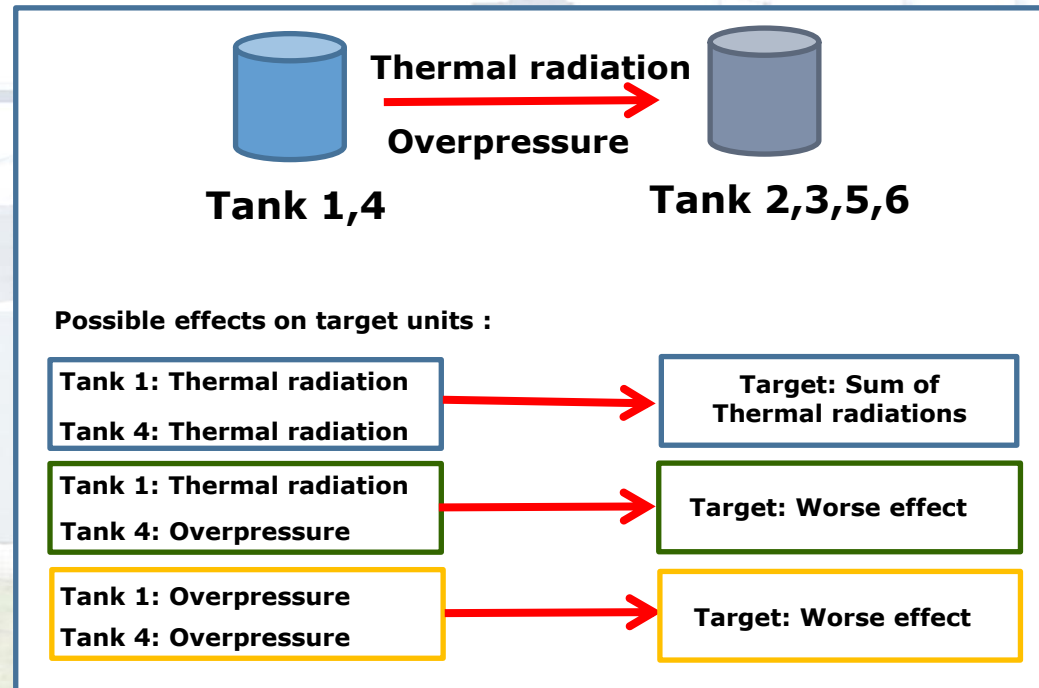 Thermal radiation
Overpressure
Tank 1,4
Tank 2,3,5,6
Possible effects on target units :
Tank 1: Thermal radiation
Tank 4: Thermal radiation
Target: Sum of
Thermal radiations
Tank 1: Thermal radiation
Tank 4: Overpressure
Target: Worse effect
Tank 1: Overpressure
Tank 4: Overpressure
Target: Worse effect